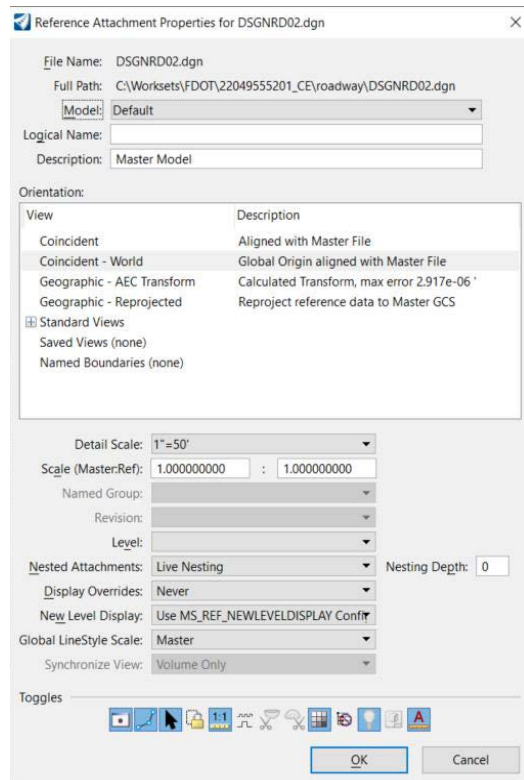 Reference Attachment Properties for DSGNRD02.dgn
File Name: DSGNRD02.dgn
Full Path: C:\Worksets\FDOT\22049555201_CE\roadway\DSGNRD02.dgn
Model: Default
Logical Name:
Description: Master Model
Orientation:
View Description
Coincident Aligned with Master File
Coincident - World Global Origin aligned with Master File
Geographic - AEC Transform Calculated Transform, max error 2.917e-06 '
Geographic - Reprojected Reproject reference data to Master GCS
Standard Views
Saved Views (none)
Named Boundaries (none)
Detail Scale: 1"=50'
Scale (Master:Ref): 1.000000000 : 1.000000000
Named Group:
Revision:
Level:
Nested Attachments: Live Nesting Nesting Depth: 0
Display Overrides: Never
New Level Display: Use MS_REF_NEWLEVELDISPLAY Confi
Global LineStyle Scale: Master
Synchronize View: Volume Only
Toggles
1:1 A
OK Cancel